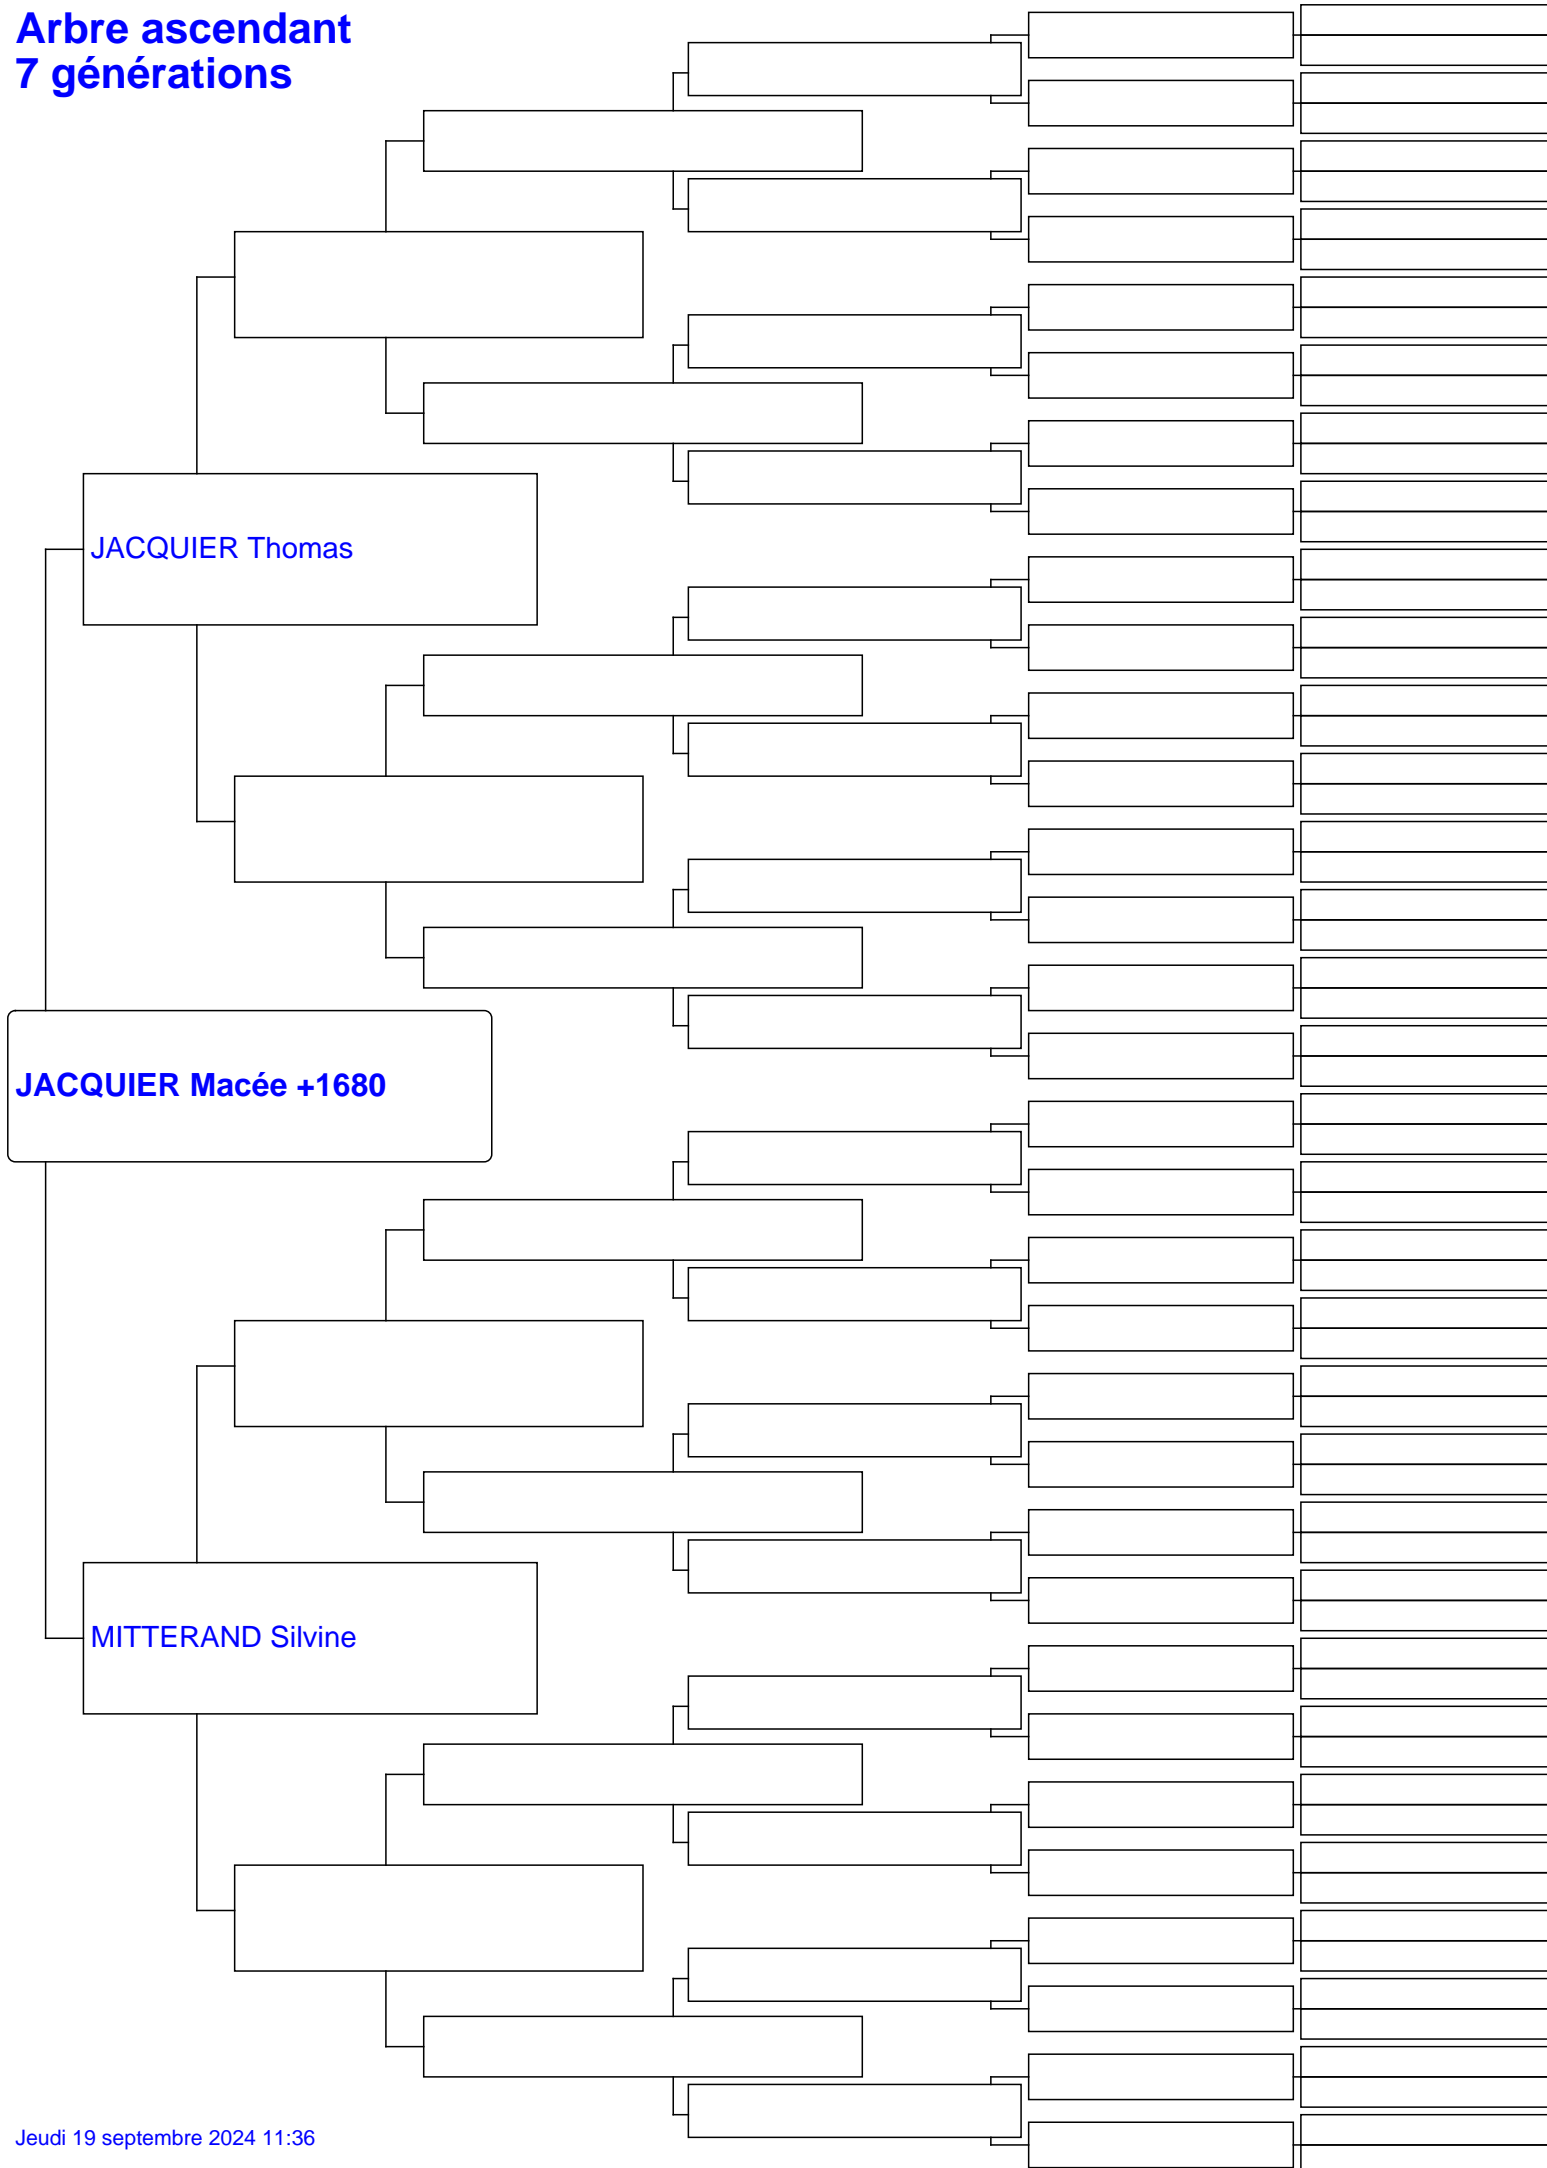 Arbre ascendant
7 générations
JACQUIER Thomas
JACQUIER Macée +1680
MITTERAND Silvine
Jeudi 19 septembre 2024 11:36